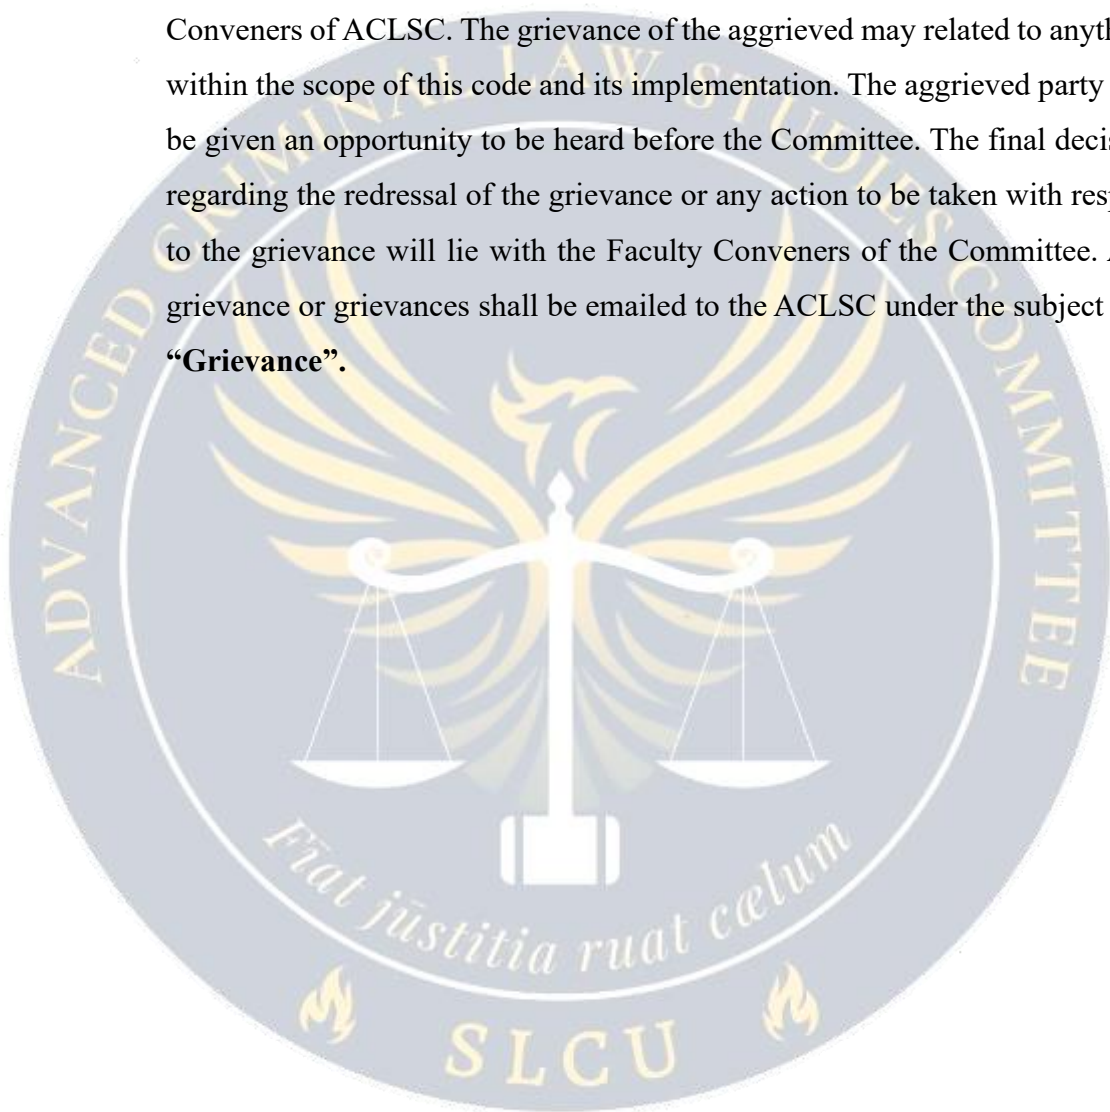 Conveners of ACLSC. The grievance of the aggrieved may related to anyth
within the scope of this code and its implementation. The aggrieved party
be given an opportunity to be heard before the Committee. The final decis
regarding the redressal of the grievance or any action to be taken with resp
to the grievance will lie with the Faculty Conveners of the Committee. A
grievance or grievances shall be emailed to the ACLSC under the subject
“Grievance”.
ADVANCED CRIMINAL LAW STUDIES COMMITTEE
Fīat jūstitia ruat cælum
SLCU